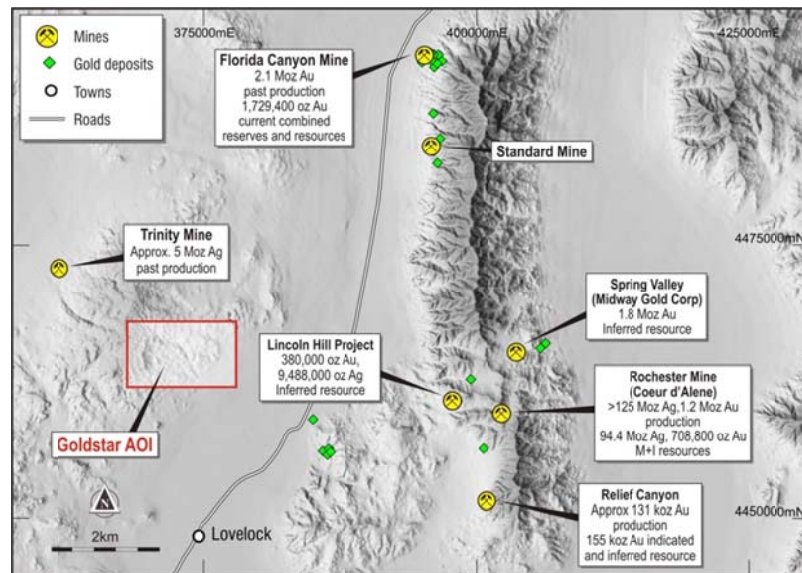 375000mE
400000mE
425000mE
Mines
Gold deposits
Towns
Roads
Florida Canyon Mine
2.1 Moz Au
past production
1,729,400 oz Au
current combined
reserves and resources
Standard Mine
Trinity Mine
Approx. 5 Moz Ag
past production
4475000mN
Spring Valley
(Midway Gold Corp)
1.8 Moz Au
Inferred resource
Lincoln Hill Project
380,000 oz Au,
9,488,000 oz Ag
Inferred resource
Rochester Mine
(Coeur d'Alene)
>125 Moz Ag,1.2 Moz Au
production
94.4 Moz Ag, 708,800 oz Au
M+I resources
Goldstar AOI
Relief Canyon
Approx 131 koz Au
production
155 koz Au indicated
and inferred resource
N
2km
Lovelock
4450000mN